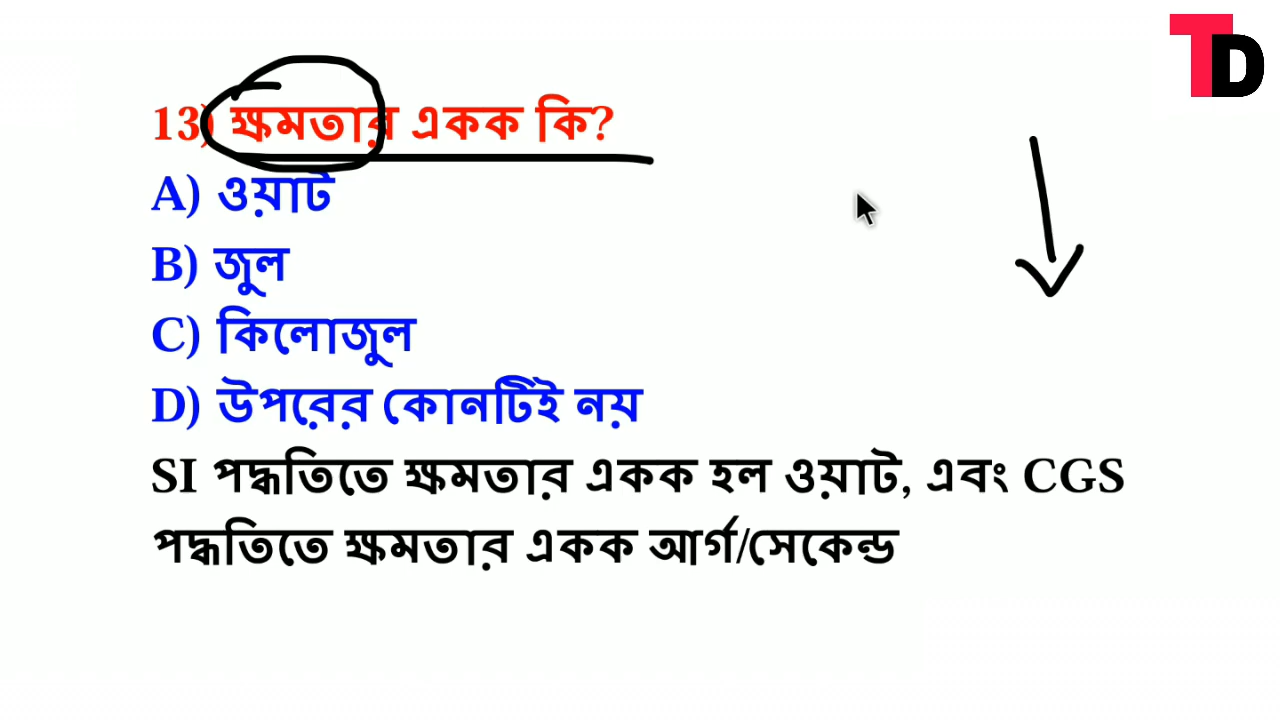 TD
13) ক্ষমতার একক কি?
A) ওয়াট
B) জুল
C) কিলোজুল
D) উপরের কোনটিই নয়
SI পদ্ধতিতে ক্ষমতার একক হল ওয়াট, এবং CGS
পদ্ধতিতে ক্ষমতার একক আর্গ/সেকেন্ড